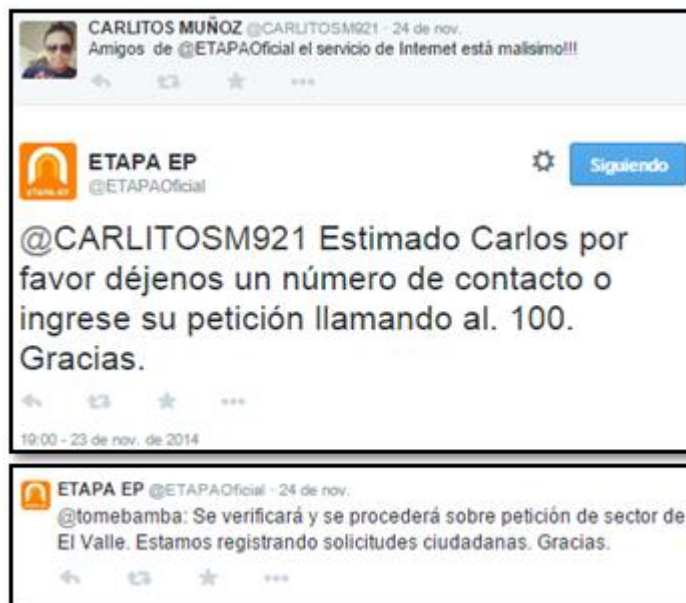 CARLITOS MUÑOZ @CARLITOSM921 · 24 de nov.
Amigos de @ETAPAOficial el servicio de Internet está malisimo!!!
ETAPA EP
ETAPA EP
@ETAPAOficial
Siguiendo
@CARLITOSM921 Estimado Carlos por
favor déjenos un número de contacto o
ingrese su petición llamando al. 100.
Gracias.
19:00 - 23 de nov. de 2014
ETAPA EP @ETAPAOficial · 24 de nov.
@tomebamba: Se verificará y se procederá sobre petición de sector de
El Valle. Estamos registrando solicitudes ciudadanas. Gracias.